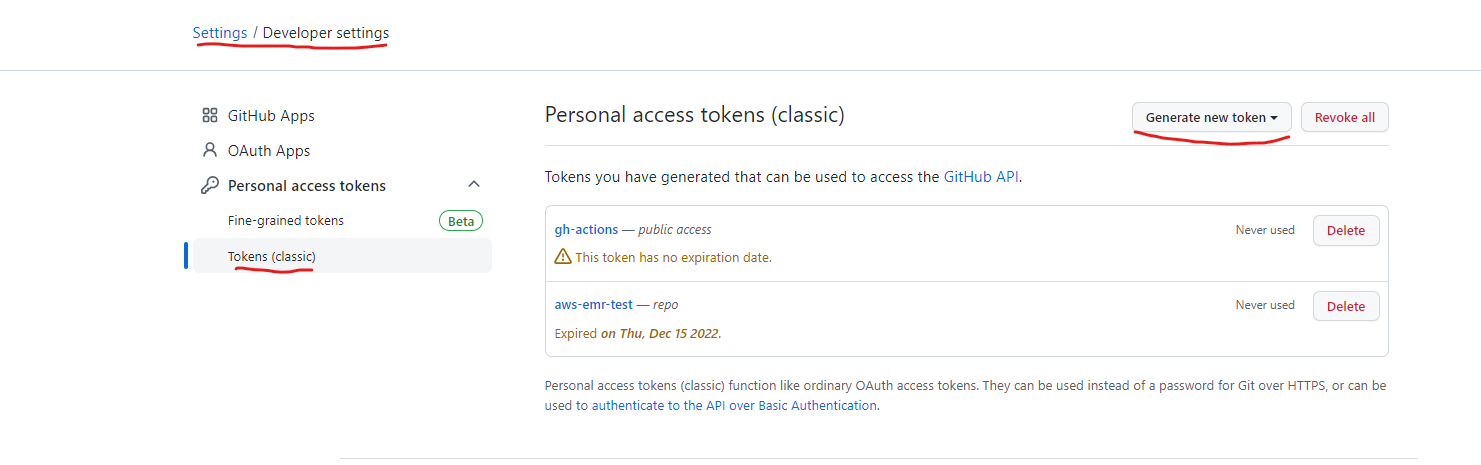 Settings / Developer settings
GitHub Apps
OAuth Apps
Personal access tokens
Fine-grained tokens Beta
Tokens (classic)
Personal access tokens (classic) Generate new token Revoke all
Tokens you have generated that can be used to access the GitHub API.
gh-actions — public access Never used Delete
This token has no expiration date.
aws-emr-test — repo Never used Delete
Expired on Thu, Dec 15 2022.
Personal access tokens (classic) function like ordinary OAuth access tokens. They can be used instead of a password for Git over HTTPS, or can be
used to authenticate to the API over Basic Authentication.